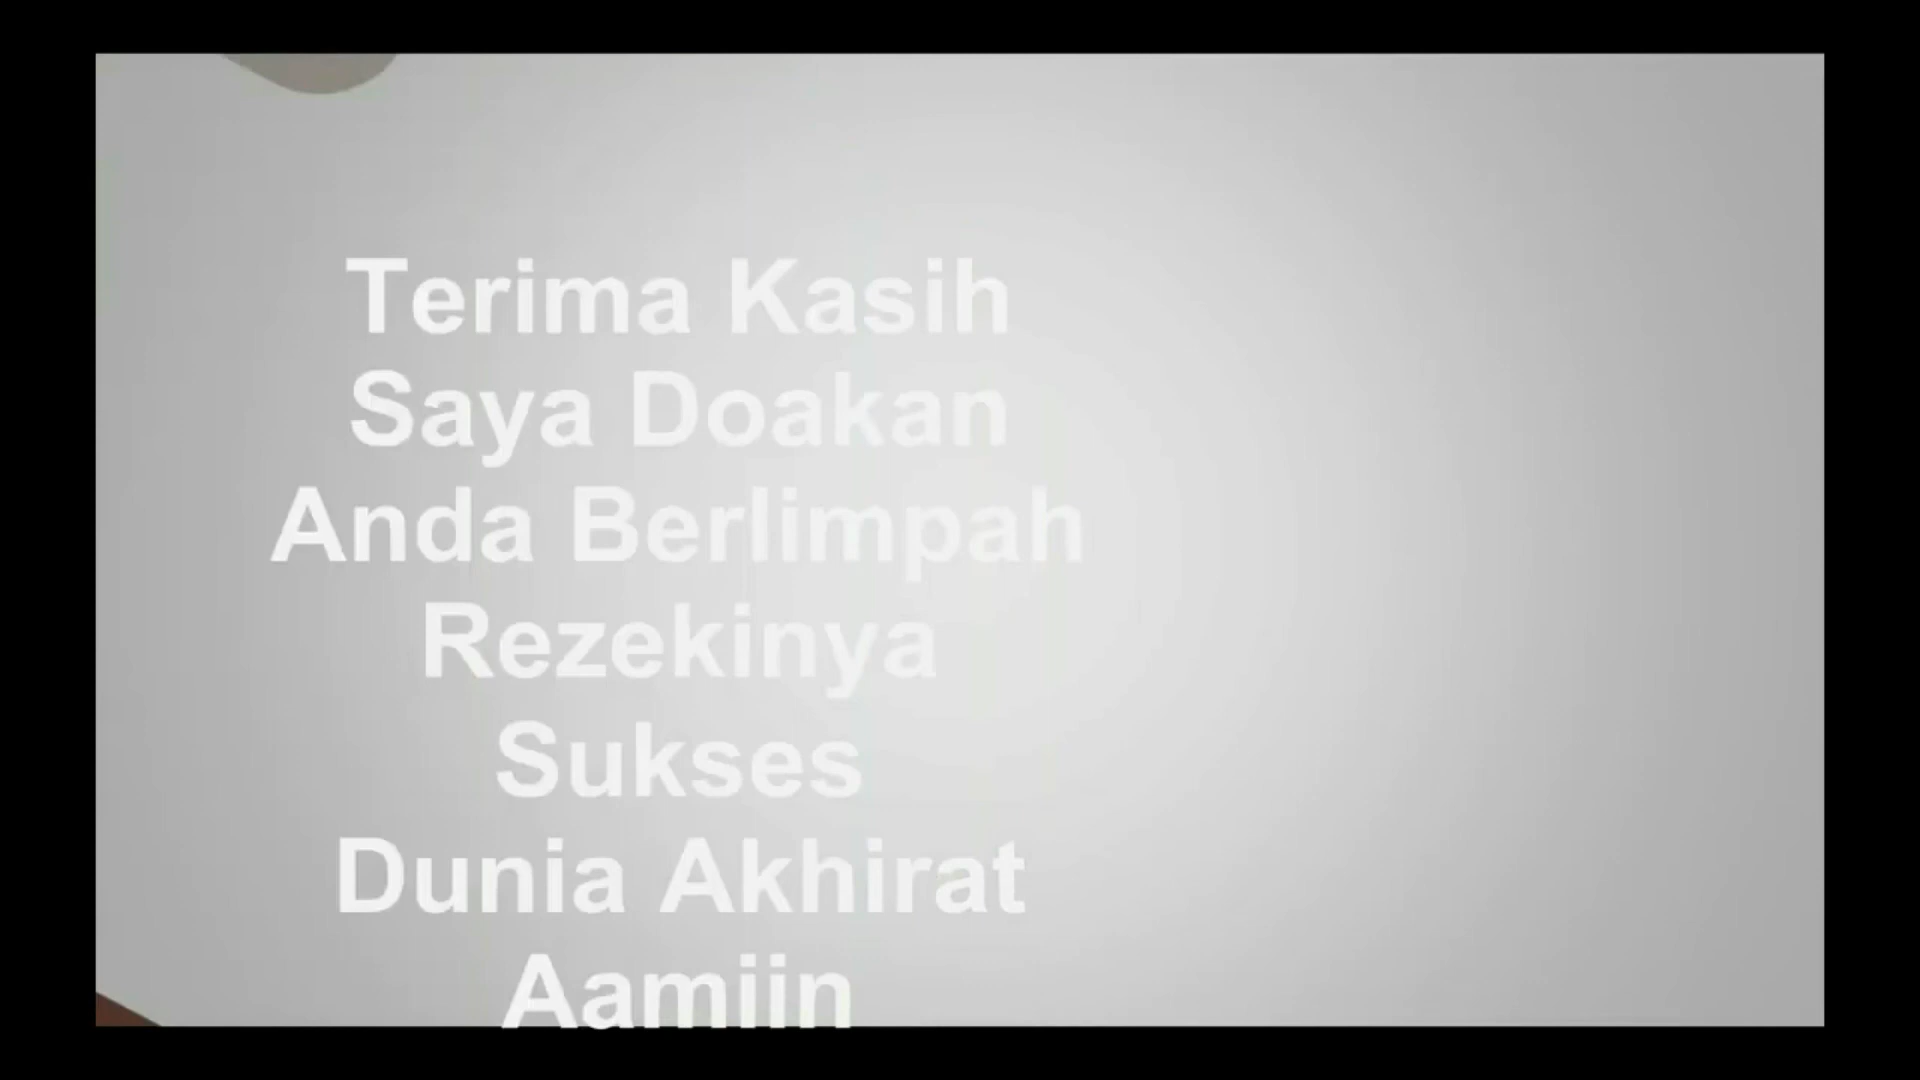 Terima Kasih
Saya Doakan
Anda Berlimpah
Rezekinya
Sukses
Dunia Akhirat
Aamiin